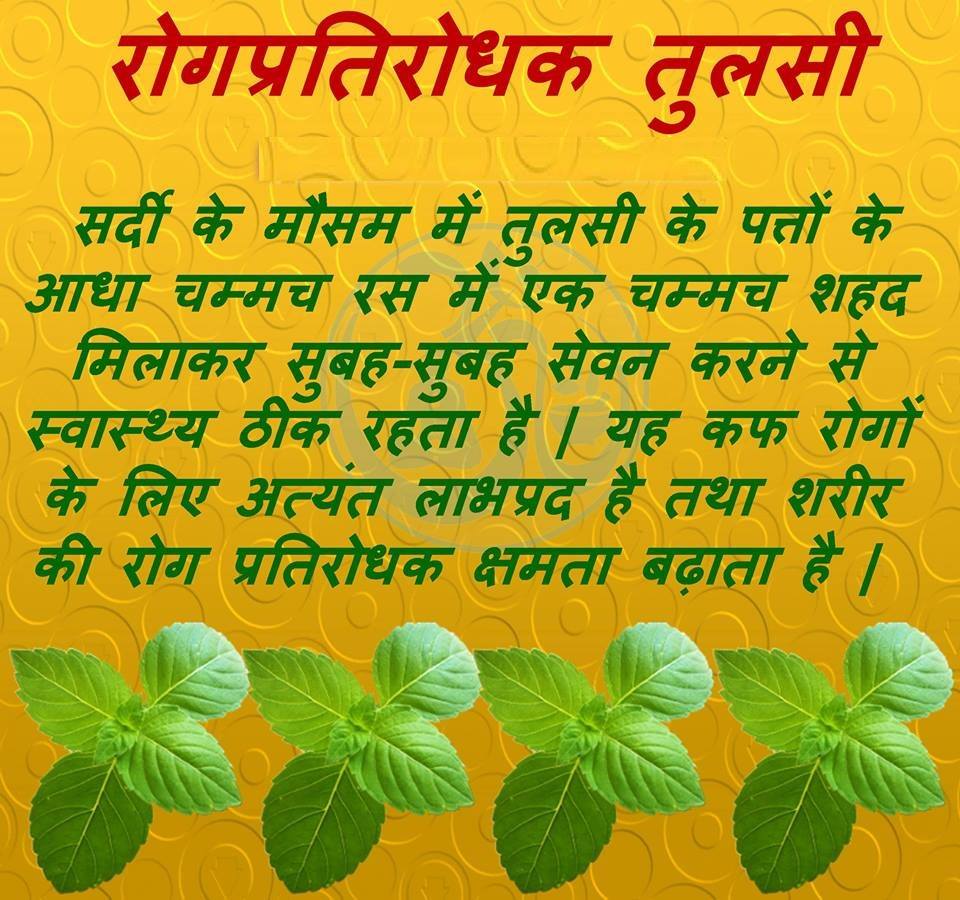 रोगप्रतिरोधक तुलसी
सर्दी के मौसम में तुलसी के पत्तों के
आधा चम्मच रस में एक चम्मच शहद
मिलाकर सुबह-सुबह सेवन करने से
स्वास्थ्य ठीक रहता है | यह कफ रोगों
के लिए अत्यंत लाभप्रद है तथा शरीर
की रोग प्रतिरोधक क्षमता बढ़ाता है |